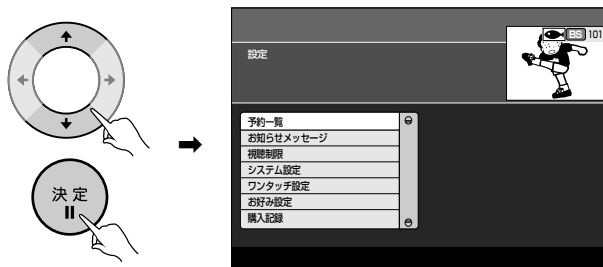 決定
設定
BS 101
予約一覧
お知らせメッセージ
視聴制限
システム設定
ワンタッチ設定
お好み設定
購入記録